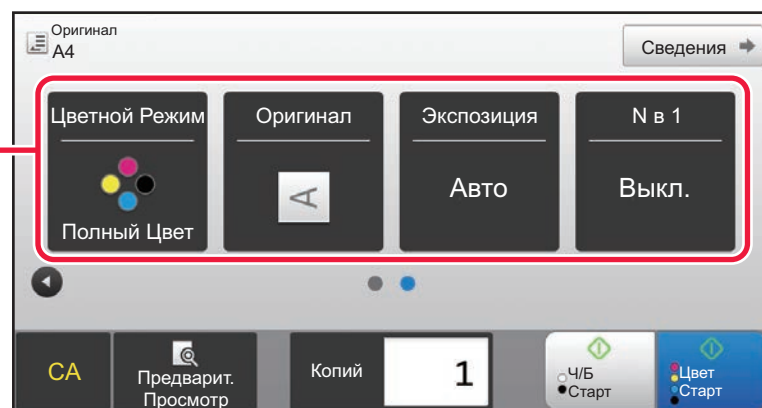 Оригинал
A4
Сведения
Цветной Режим
Оригинал
Экспозиция
N в 1
A
Авто
Выкл.
Полный Цвет
CA
Предварит.
Просмотр
Копий
1
Ч/Б
Старт
Цвет
Старт